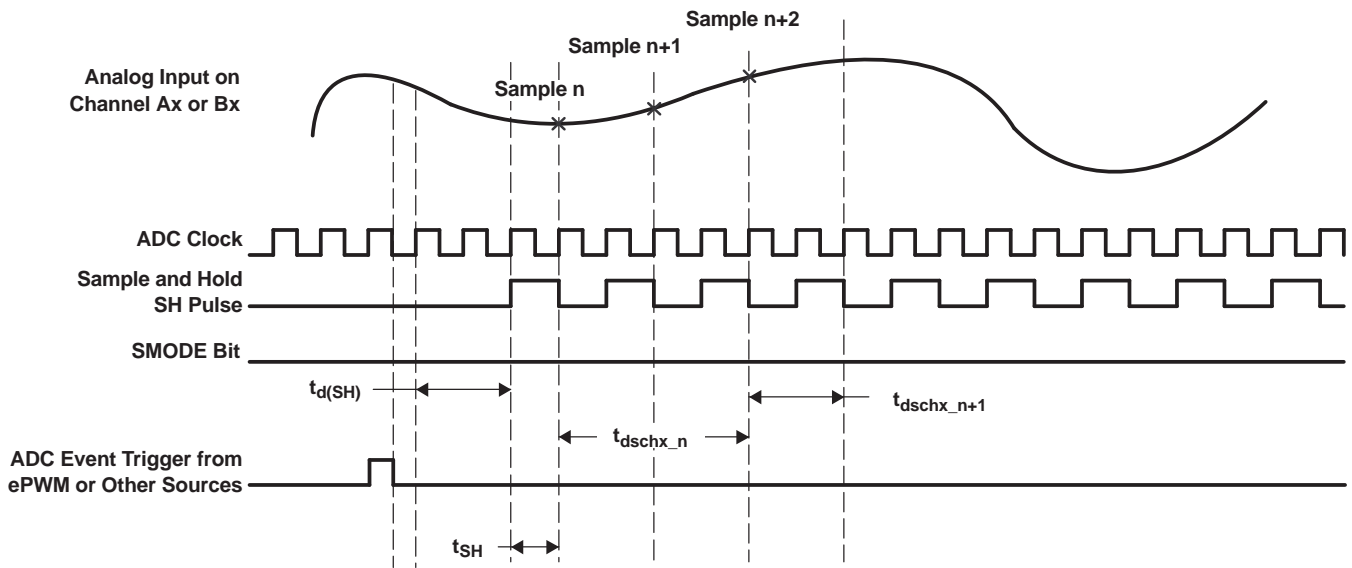 Sample n+2
Sample n+1
Analog Input on
Channel Ax or Bx
Sample n
ADC Clock
Sample and Hold
SH Pulse
SMODE Bit
td(SH)
tdschx_n+1
tdschx_n
ADC Event Trigger from
ePWM or Other Sources
tSH